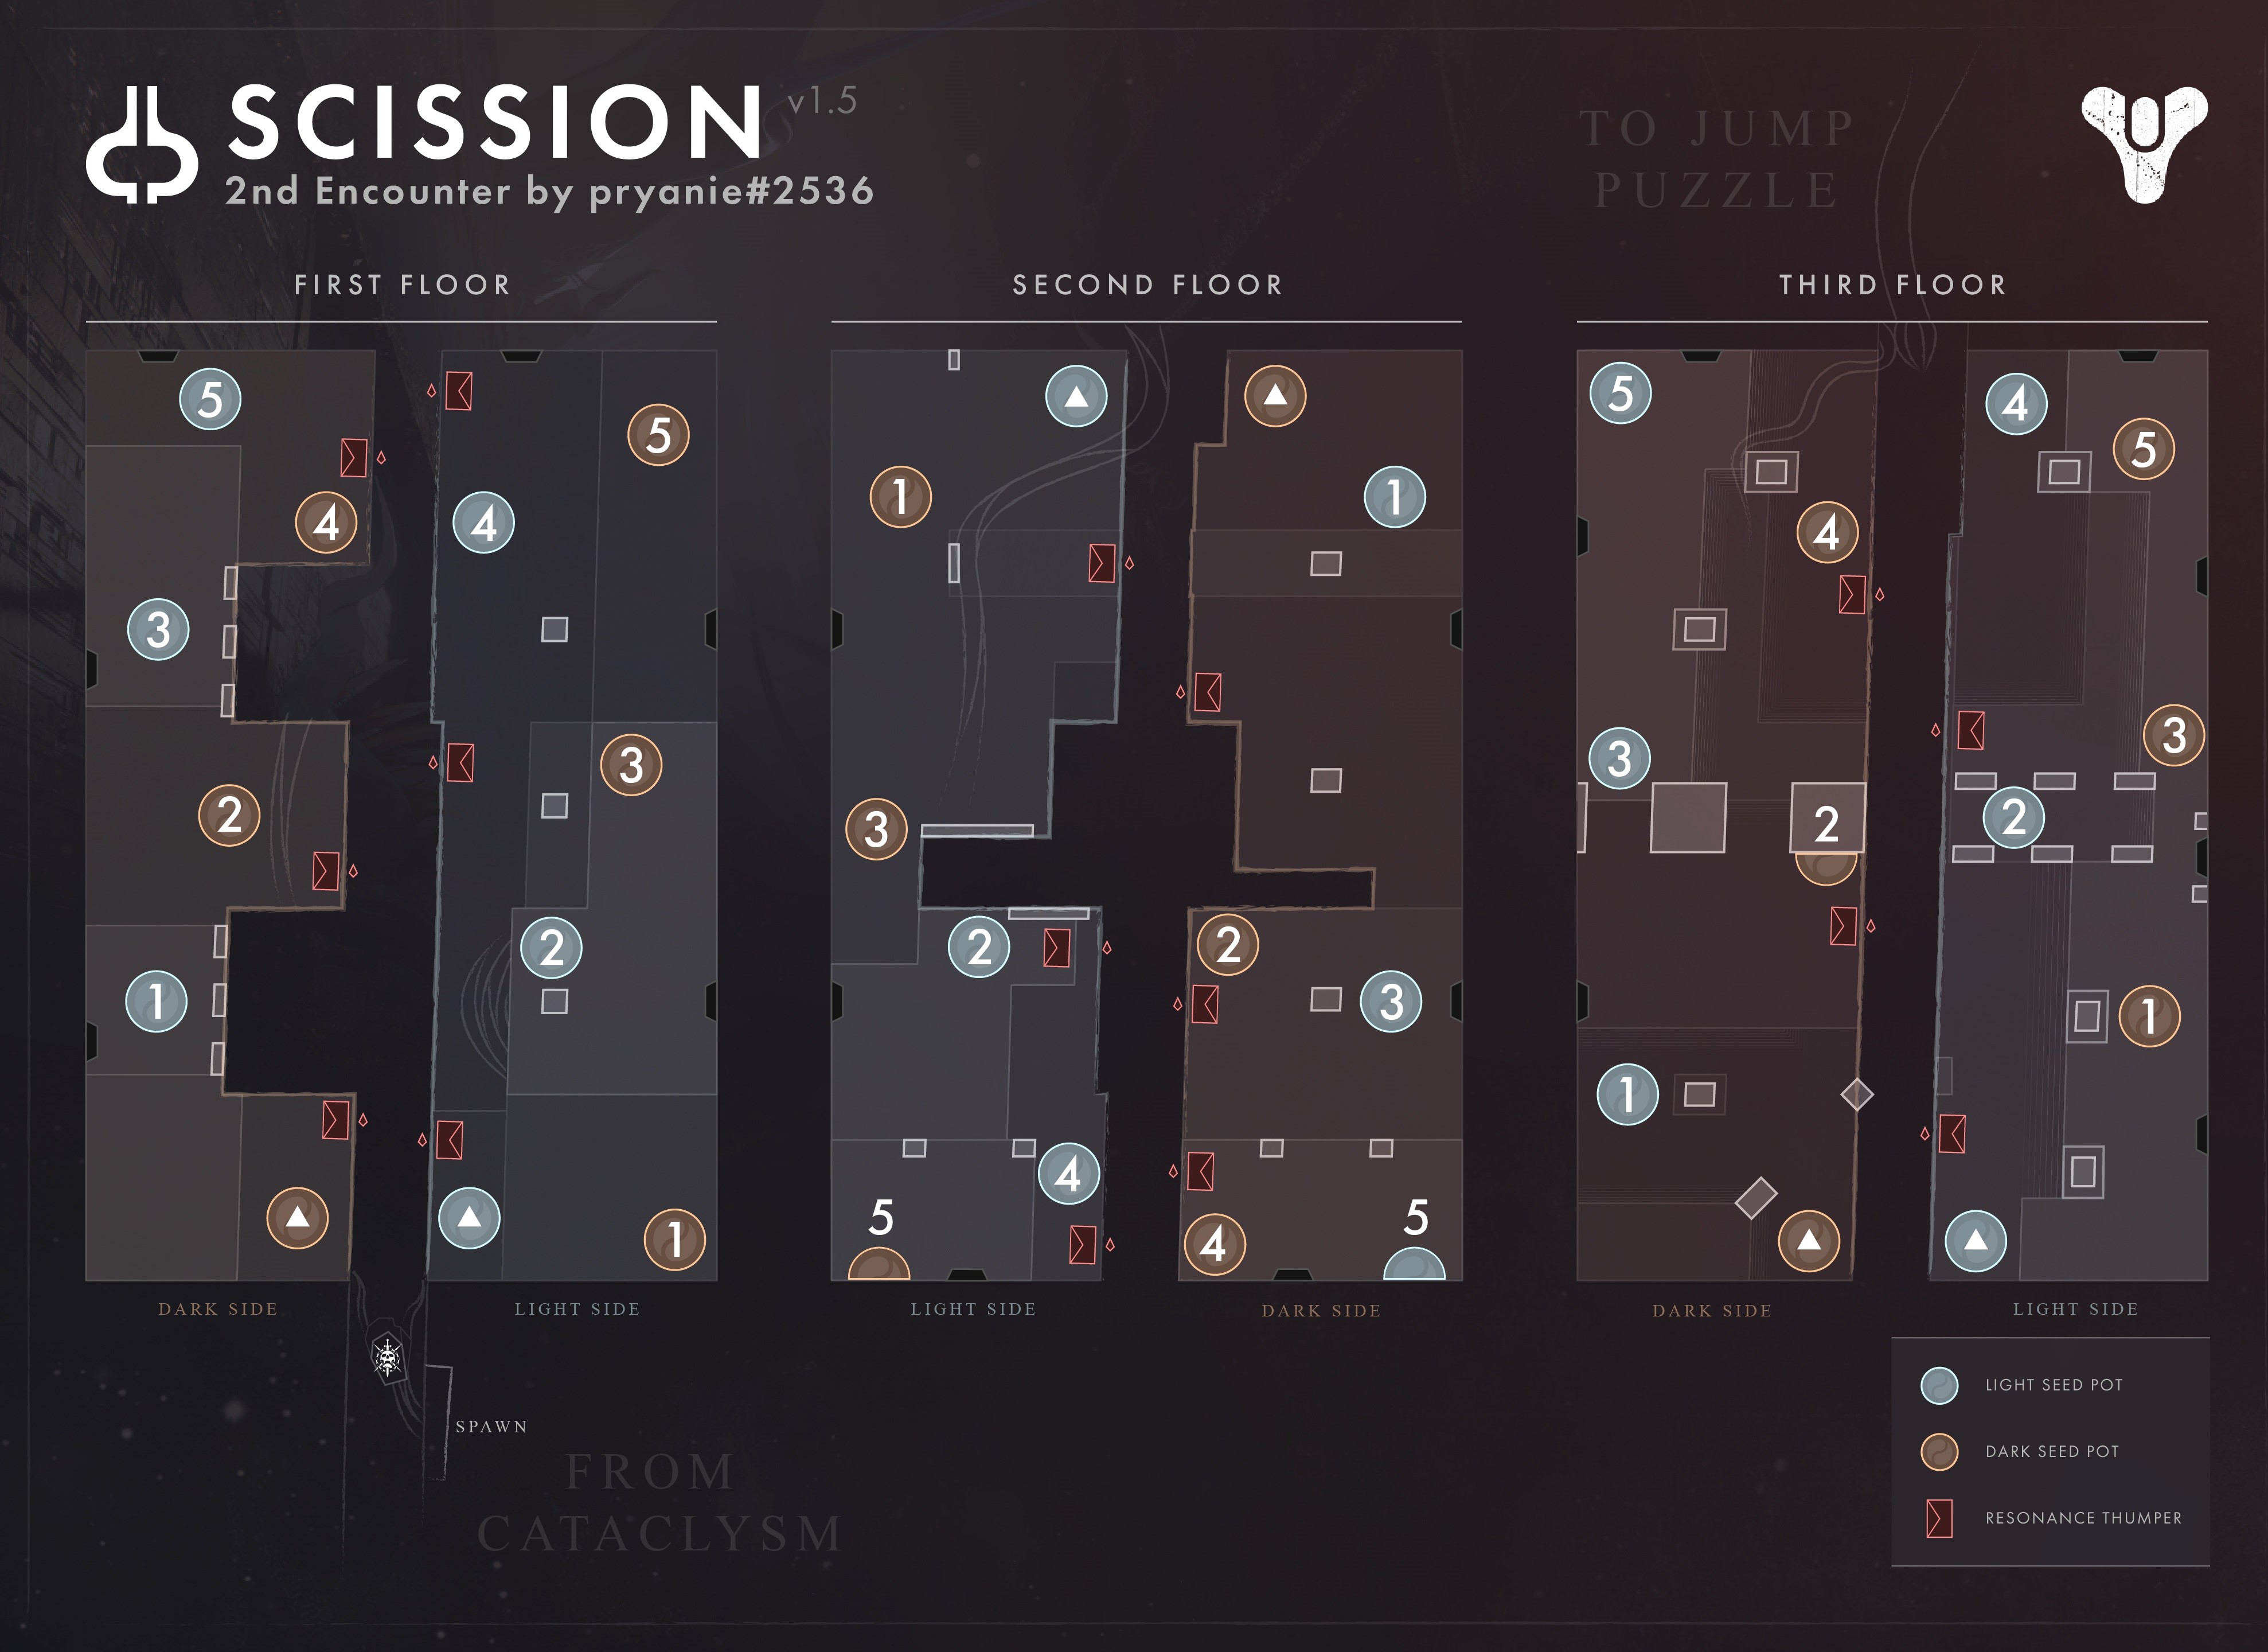 SCISSION v1.5
2nd Encounter by pryanie#2536
TO JUMP
PUZZLE
FIRST FLOOR
5
5
4
4
3
3
2
2
1
1
DARK SIDE
LIGHT SIDE
SECOND FLOOR
1
1
3
2
2
3
4
4
5
5
LIGHT SIDE
DARK SIDE
THIRD FLOOR
5
4
5
4
3
3
2
2
1
1
DARK SIDE
LIGHT SIDE
SPAWN
FROM
CATACLYSM
LIGHT SEED POT
DARK SEED POT
RESONANCE THUMPER